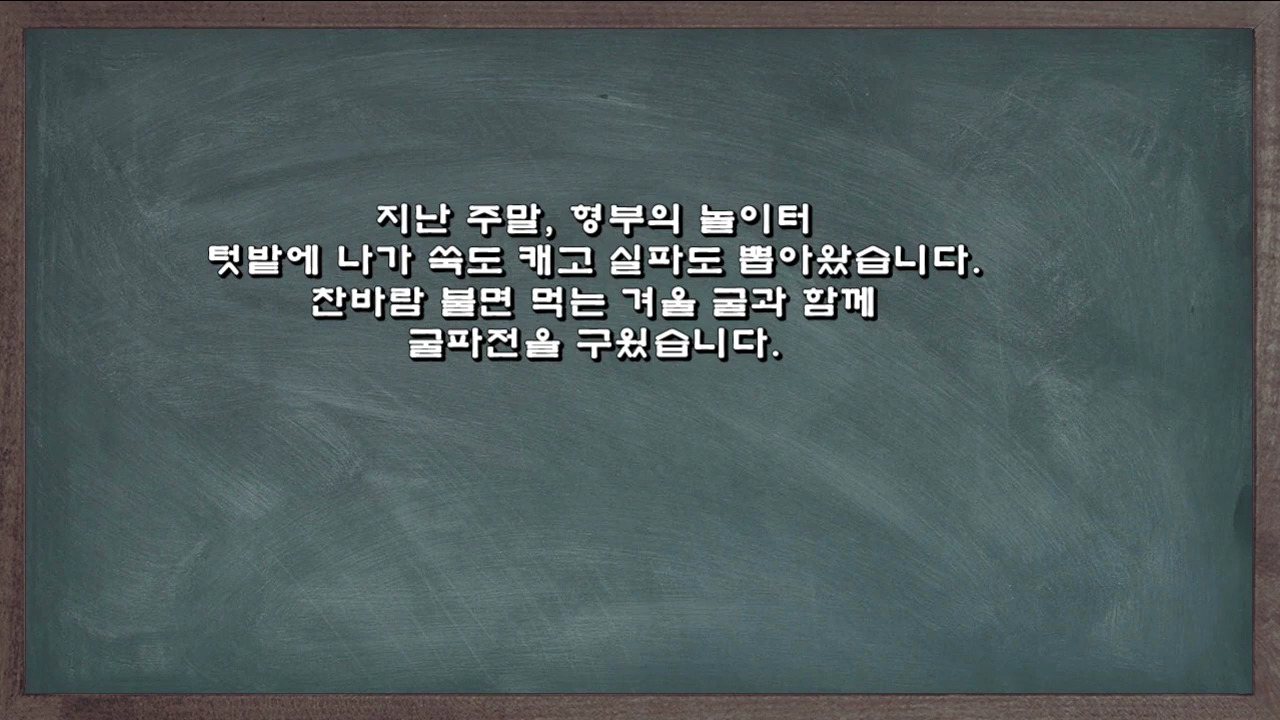 지난 주말, 형부의 놀이터
텃밭에 나가 쑥도 캐고 실파도 뽑아왔습니다.
찬바람 불면 먹는 겨울 굴과 함께
굴파전을 구웠습니다.